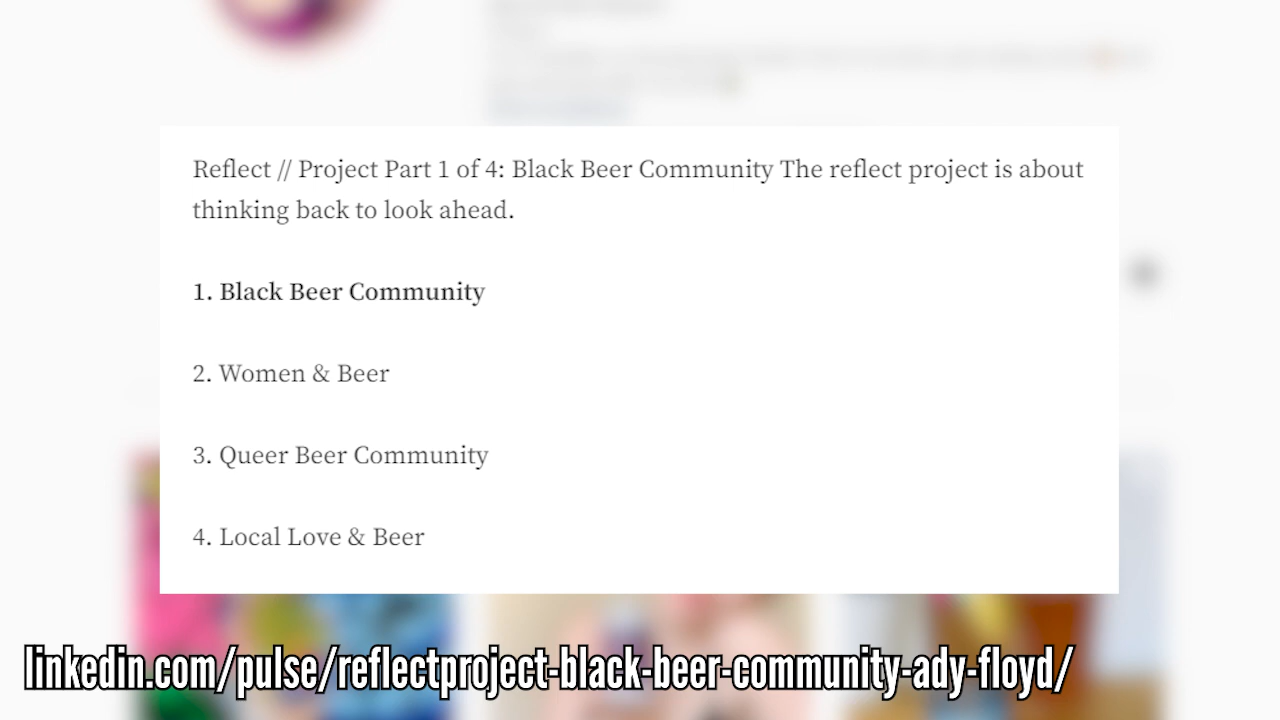 Reflect // Project Part 1 of 4: Black Beer Community The reflect project is about
thinking back to look ahead.
1. Black Beer Community
2. Women & Beer
3. Queer Beer Community
4. Local Love & Beer
linkedin.com/pulse/reflectproject-black-beer-community-ady-floyd/